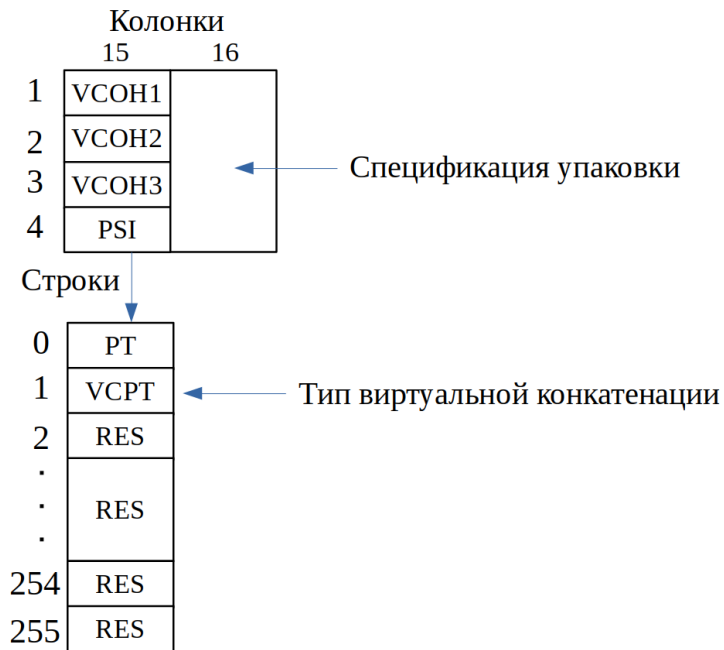 Колонки
15 16
1 VCOH1
2 VCOH2
Спецификация упаковки
3 VCOH3
4 PSI
Строки
0 PT
1 VCPT
Тип виртуальной конкатенации
2 RES
.
. RES
.
254 RES
255 RES